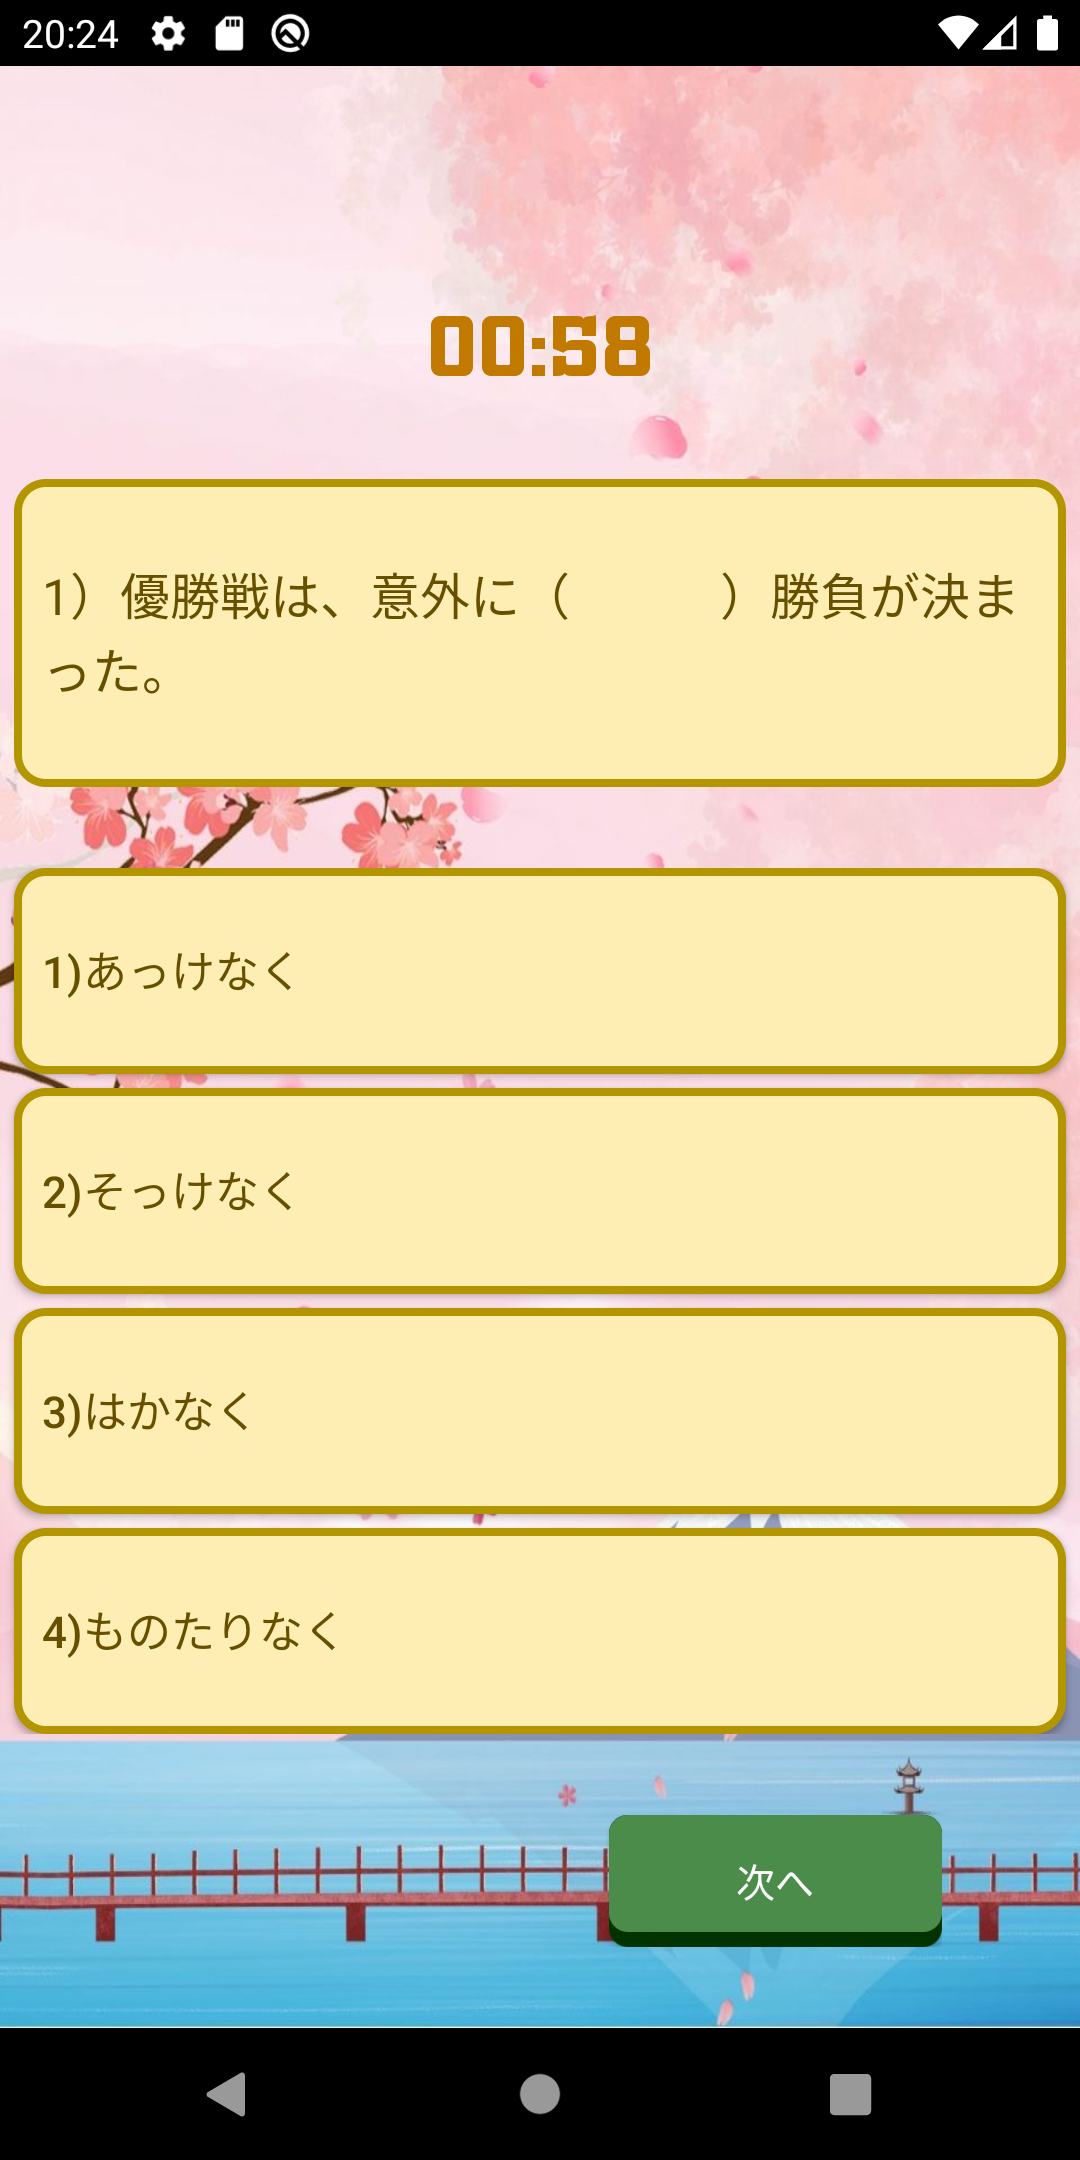 20:24
00:58
1）優勝戦は、意外に（　　　）勝負が決ま
った。
1)あっけなく
2)そっけなく
3)はかなく
4)ものたりなく
次へ